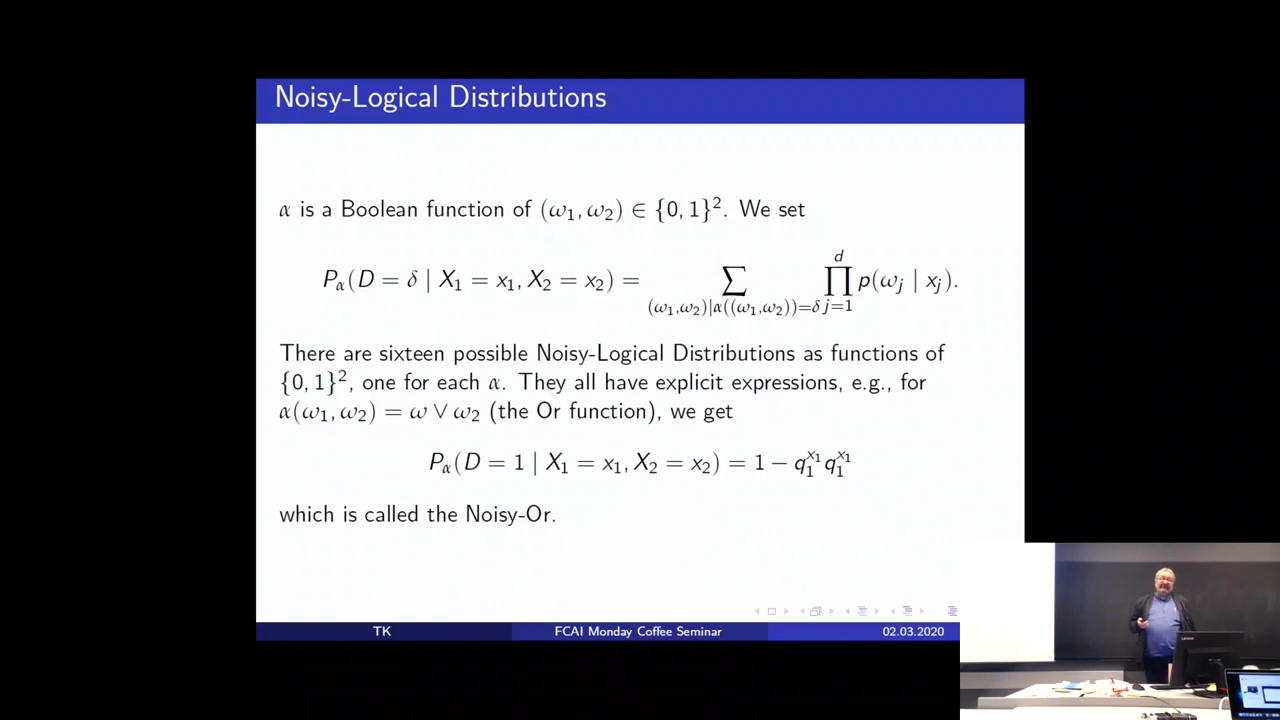 Noisy-Logical Distributions
α is a Boolean function of (ω₁, ω₂) ∈ {0, 1}². We set
P_α(D = δ | X₁ = x₁, X₂ = x₂) = ∑_{(ω₁,ω₂)|α((ω₁,ω₂))=δ} ∏_{j=1}^{d} p(ω_j | x_j).
There are sixteen possible Noisy-Logical Distributions as functions of
{0, 1}², one for each α. They all have explicit expressions, e.g., for
α(ω₁, ω₂) = ω ∨ ω₂ (the Or function), we get
P_α(D = 1 | X₁ = x₁, X₂ = x₂) = 1 − q₁^{x₁} q₁^{x₁}
which is called the Noisy-Or.
TK FCAI Monday Coffee Seminar 02.03.2020